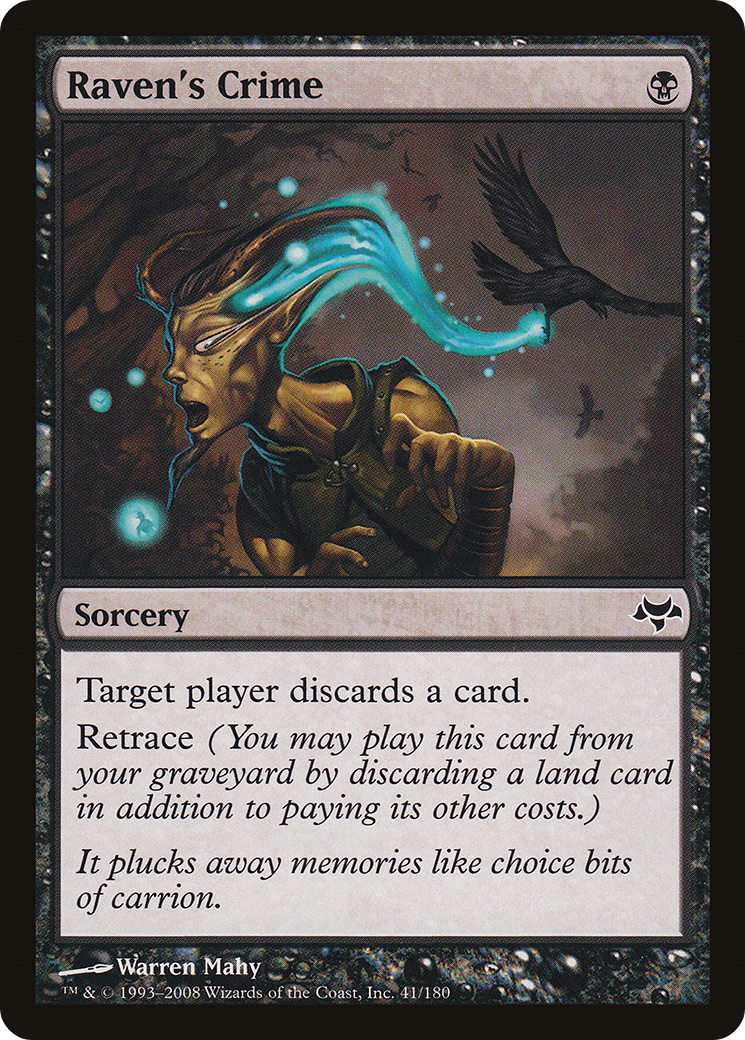 Raven's Crime
Sorcery
Target player discards a card.
Retrace (You may play this card from
your graveyard by discarding a land card
in addition to paying its other costs.)
It plucks away memories like choice bits
of carrion.
Warren Mahy
™ & © 1993–2008 Wizards of the Coast, Inc. 41/180